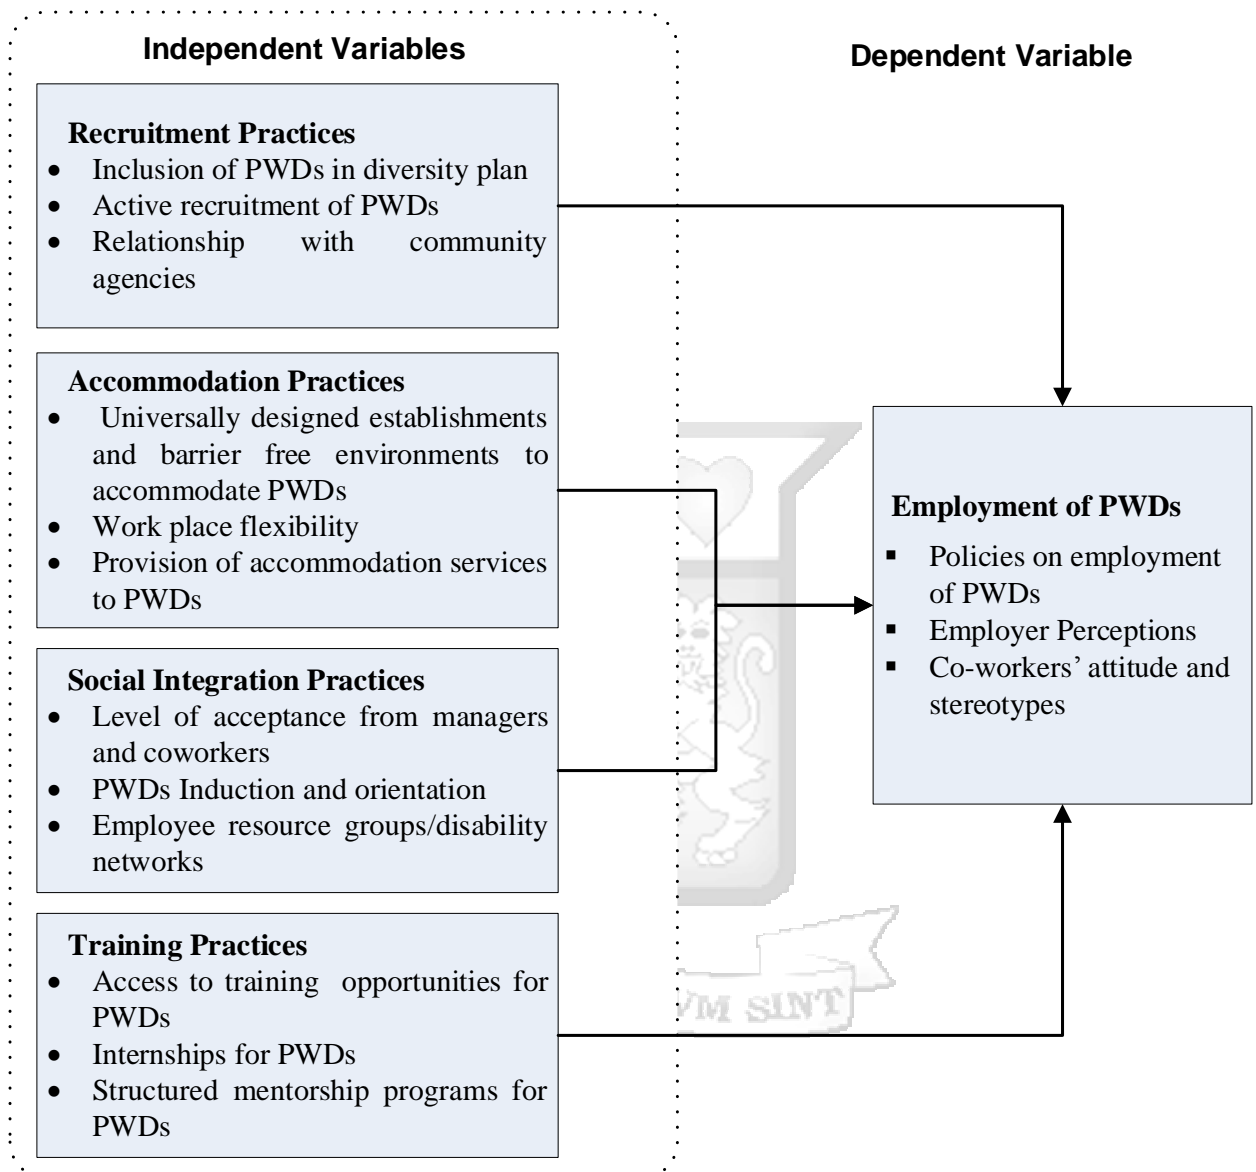 Independent Variables
Dependent Variable
Recruitment Practices
• Inclusion of PWDs in diversity plan
• Active recruitment of PWDs
• Relationship with community
agencies
Accommodation Practices
• Universally designed establishments
and barrier free environments to
accommodate PWDs
• Work place flexibility
• Provision of accommodation services
to PWDs
Social Integration Practices
• Level of acceptance from managers
and coworkers
• PWDs Induction and orientation
• Employee resource groups/disability
networks
Training Practices
• Access to training opportunities for
PWDs
• Internships for PWDs
• Structured mentorship programs for
PWDs
Employment of PWDs
▪ Policies on employment
of PWDs
▪ Employer Perceptions
▪ Co-workers’ attitude and
stereotypes
VM SINT